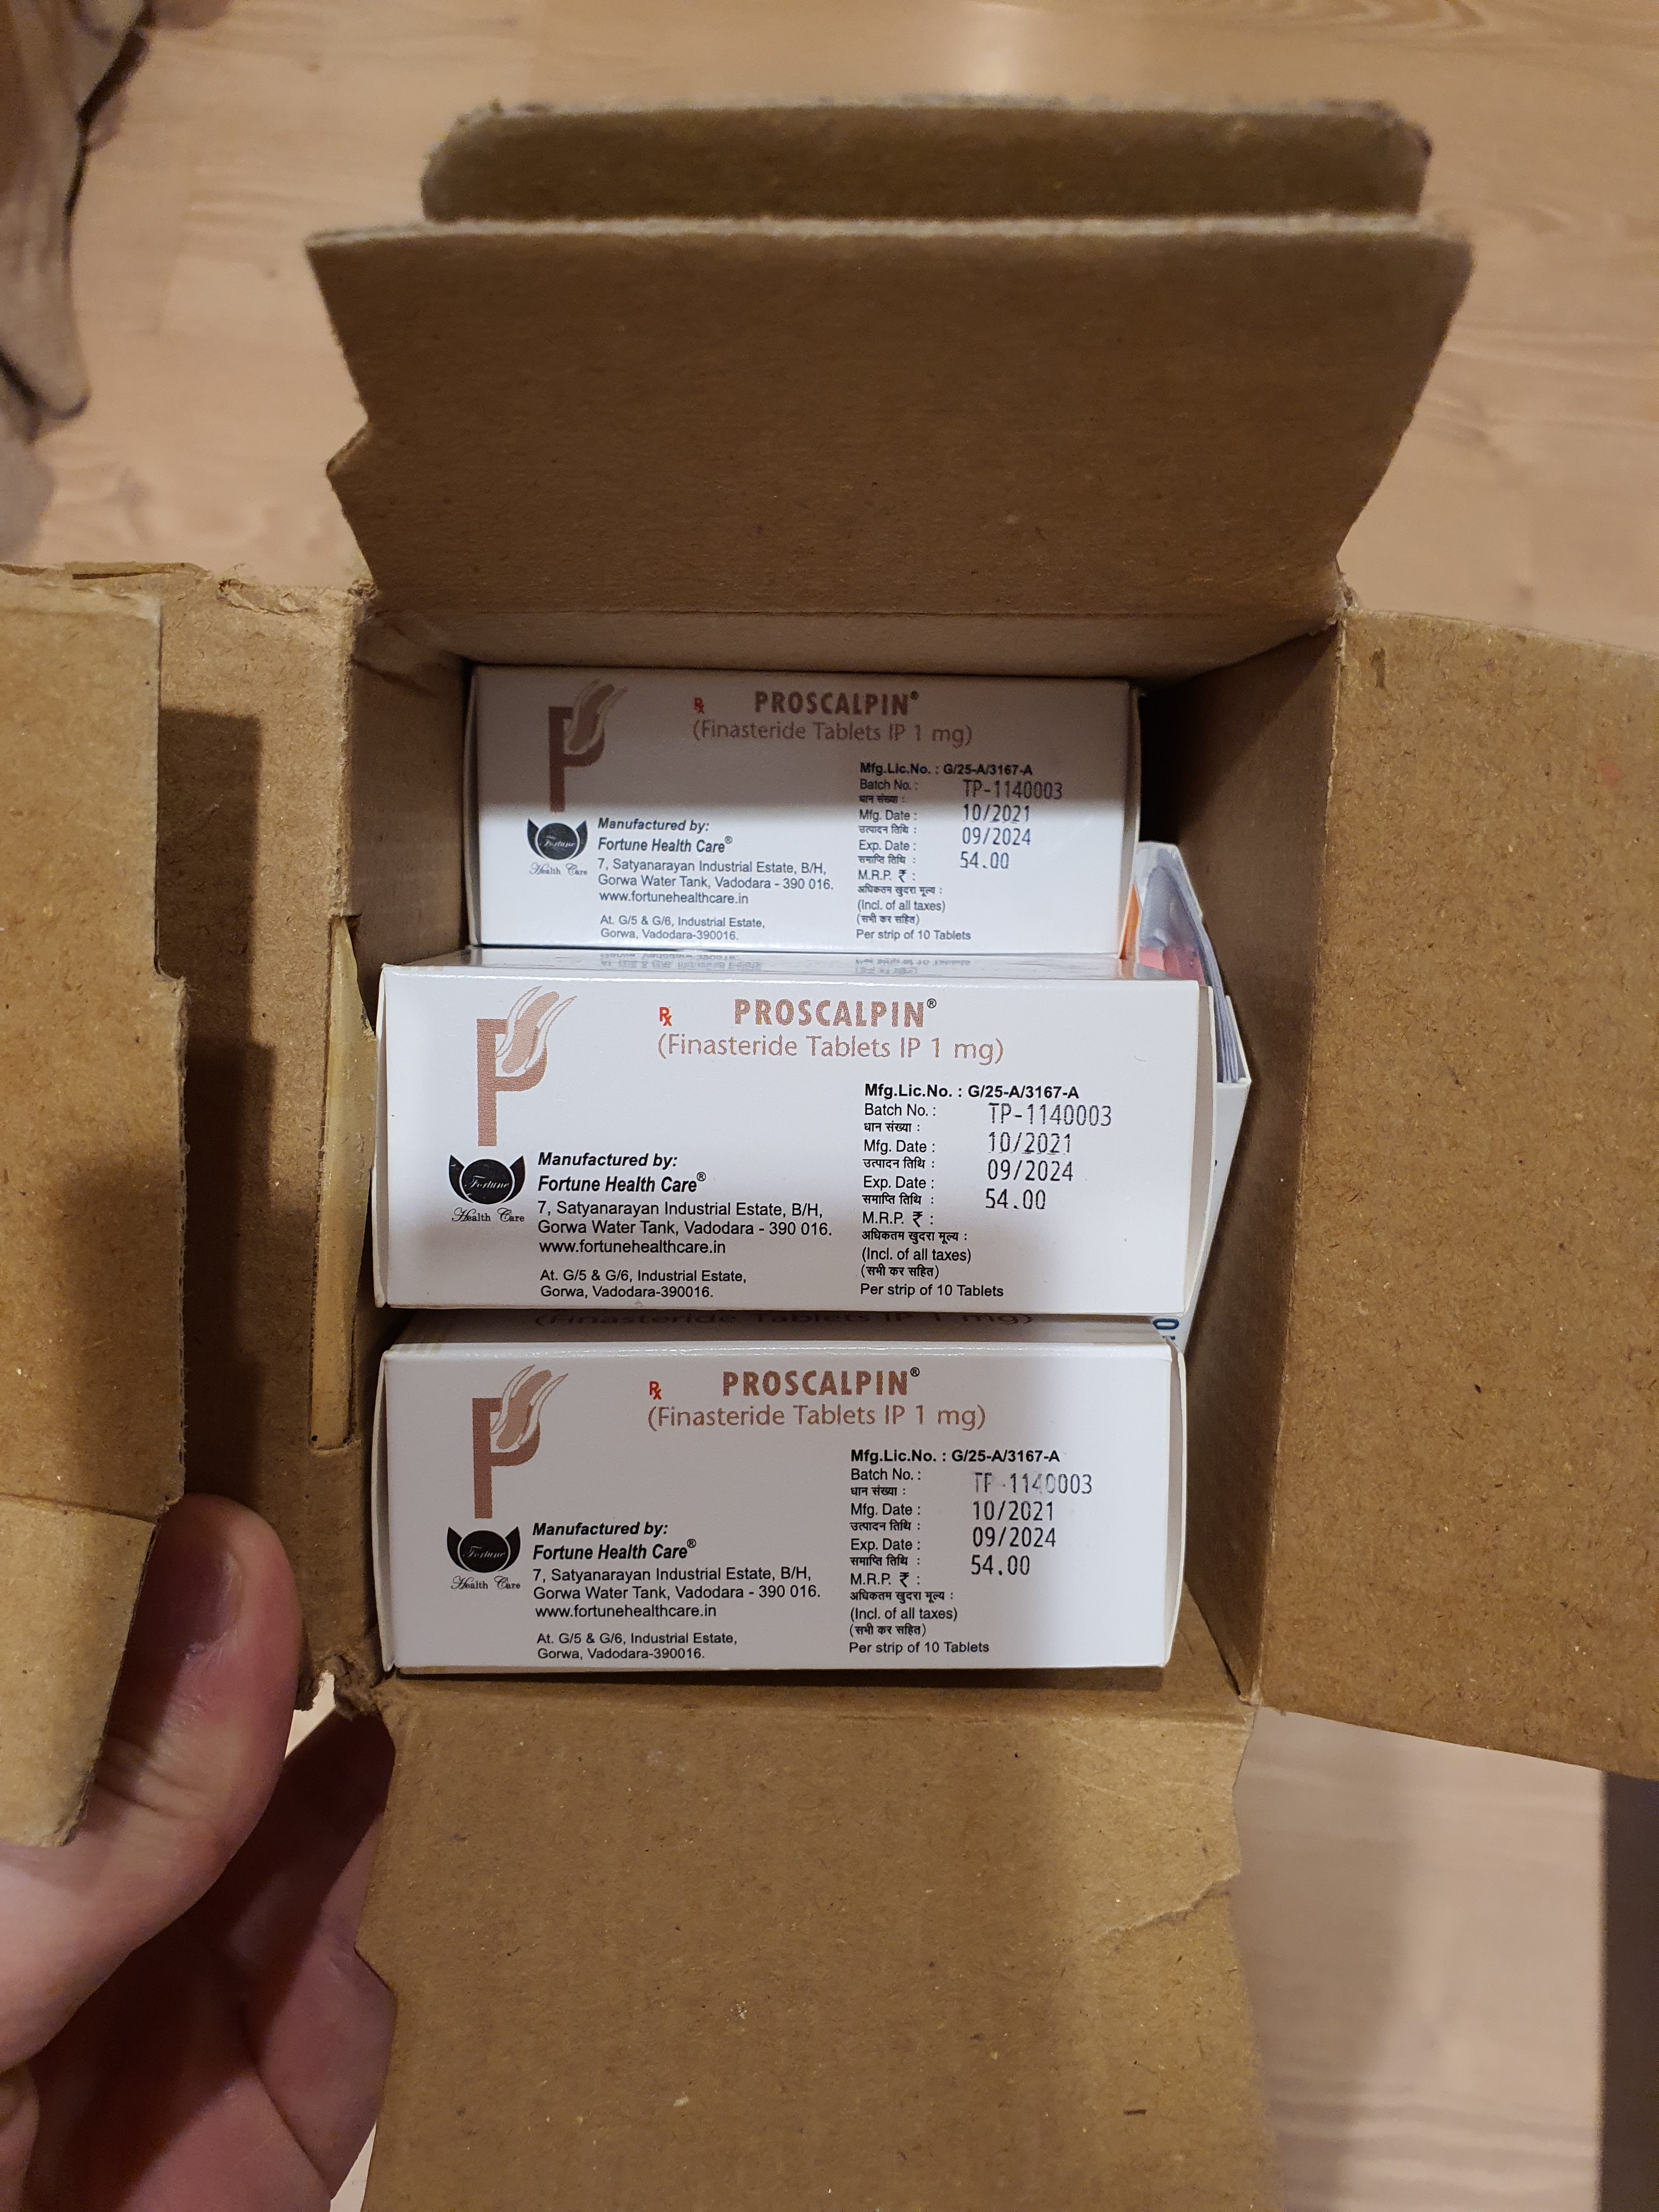 Rx PROSCALPIN®
(Finasteride Tablets IP 1 mg)
Mfg.Lic.No. : G/25-A/3167-A
Batch No. : TP-1140003
धान संख्या :
Mfg. Date : 10/2021
उत्पादन तिथि :
Exp. Date : 09/2024
समाप्ति तिथि :
M.R.P. ₹ : 54.00
अधिकतम खुदरा मूल्य :
(Incl. of all taxes)
(सभी कर सहित)
Per strip of 10 Tablets
Manufactured by:
Fortune Health Care®
7, Satyanarayan Industrial Estate, B/H,
Gorwa Water Tank, Vadodara - 390 016.
www.fortunehealthcare.in
At. G/5 & G/6, Industrial Estate,
Gorwa, Vadodara-390016.
Fortune
Health Care
Rx PROSCALPIN®
(Finasteride Tablets IP 1 mg)
Mfg.Lic.No. : G/25-A/3167-A
Batch No. : TP-1140003
धान संख्या :
Mfg. Date : 10/2021
उत्पादन तिथि :
Exp. Date : 09/2024
समाप्ति तिथि :
M.R.P. ₹ : 54.00
अधिकतम खुदरा मूल्य :
(Incl. of all taxes)
(सभी कर सहित)
Per strip of 10 Tablets
Manufactured by:
Fortune Health Care®
7, Satyanarayan Industrial Estate, B/H,
Gorwa Water Tank, Vadodara - 390 016.
www.fortunehealthcare.in
At. G/5 & G/6, Industrial Estate,
Gorwa, Vadodara-390016.
Fortune
Health Care
(Finasteride Tablets IP 1 mg)
Rx PROSCALPIN®
(Finasteride Tablets IP 1 mg)
Mfg.Lic.No. : G/25-A/3167-A
Batch No. : TP-1140003
धान संख्या :
Mfg. Date : 10/2021
उत्पादन तिथि :
Exp. Date : 09/2024
समाप्ति तिथि :
M.R.P. ₹ : 54.00
अधिकतम खुदरा मूल्य :
(Incl. of all taxes)
(सभी कर सहित)
Per strip of 10 Tablets
Manufactured by:
Fortune Health Care®
7, Satyanarayan Industrial Estate, B/H,
Gorwa Water Tank, Vadodara - 390 016.
www.fortunehealthcare.in
At. G/5 & G/6, Industrial Estate,
Gorwa, Vadodara-390016.
Fortune
Health Care